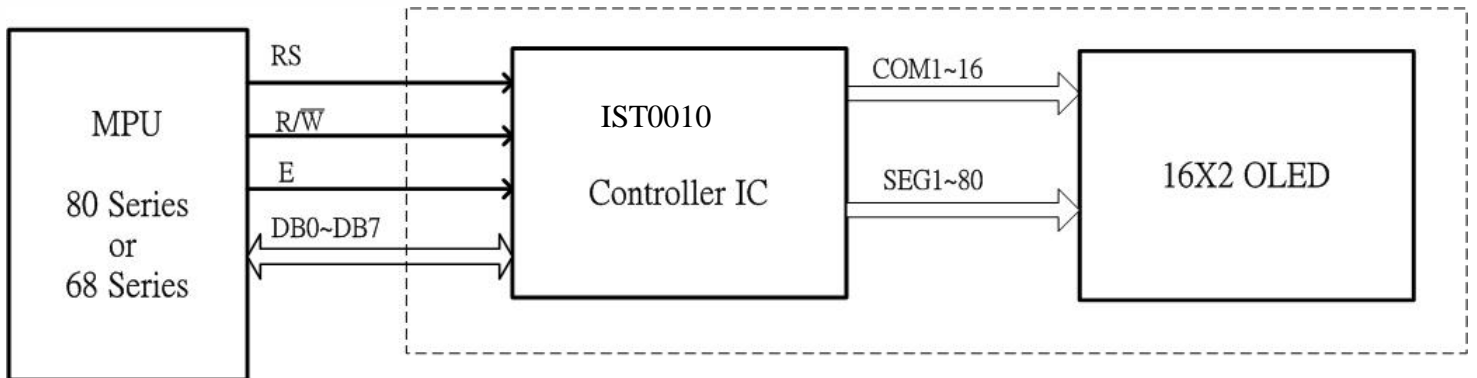 MPU
80 Series
or
68 Series
RS
R/W̅
E
DB0~DB7
IST0010
Controller IC
COM1~16
SEG1~80
16X2 OLED